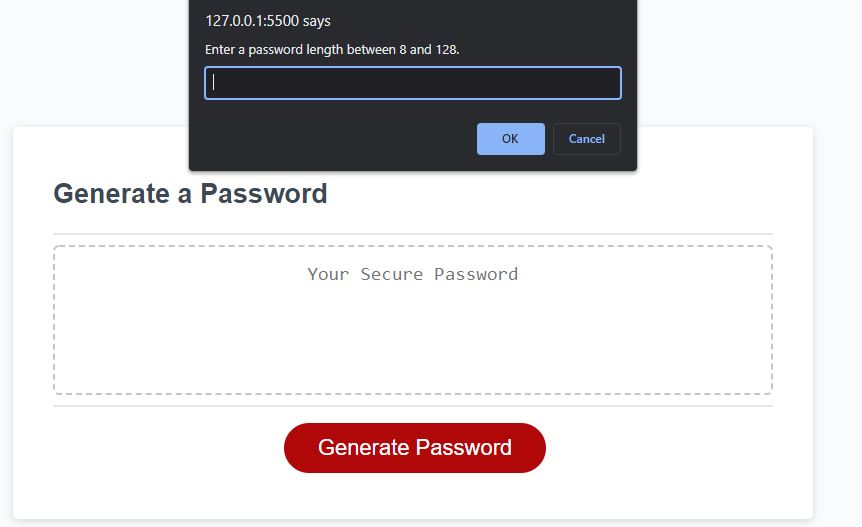 127.0.0.1:5500 says
Enter a password length between 8 and 128.
OK
Cancel
Generate a Password
Your Secure Password
Generate Password